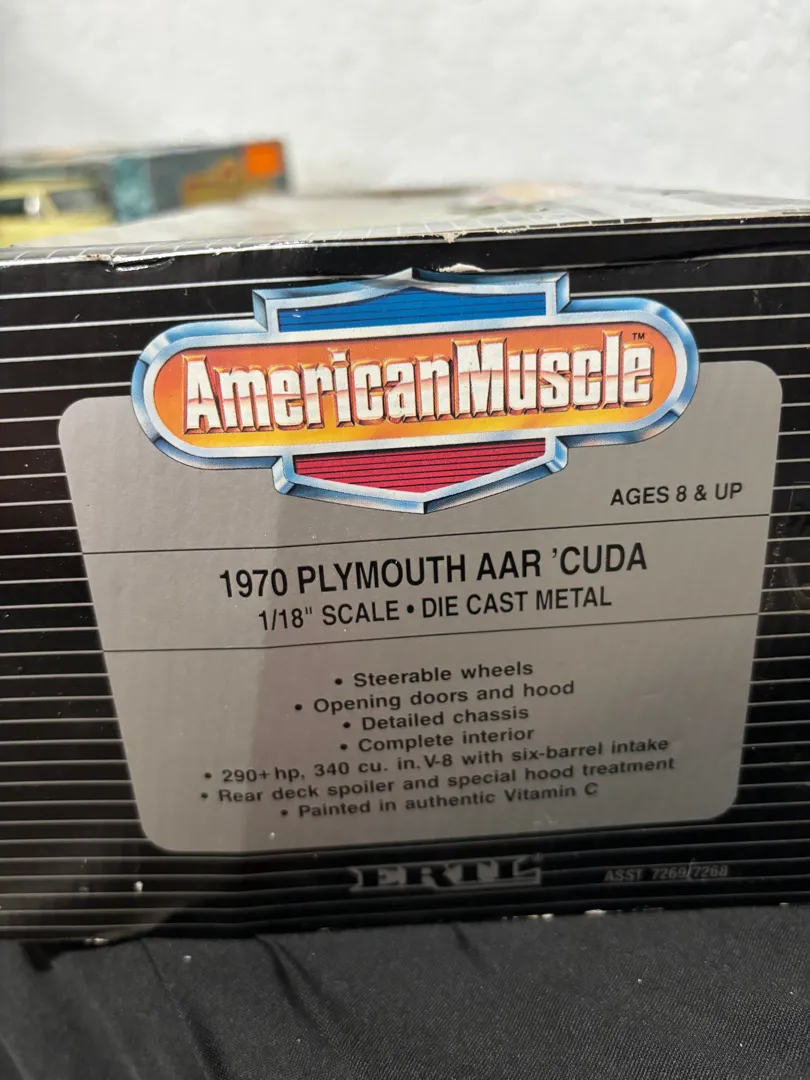 AmericanMuscle™
AGES 8 & UP
1970 PLYMOUTH AAR 'CUDA
1/18" SCALE • DIE CAST METAL
• Steerable wheels
• Opening doors and hood
• Detailed chassis
• Complete interior
• 290+hp, 340 cu. in. V-8 with six-barrel intake
• Rear deck spoiler and special hood treatment
• Painted in authentic Vitamin C
ERTL®
ASST 7269/7268